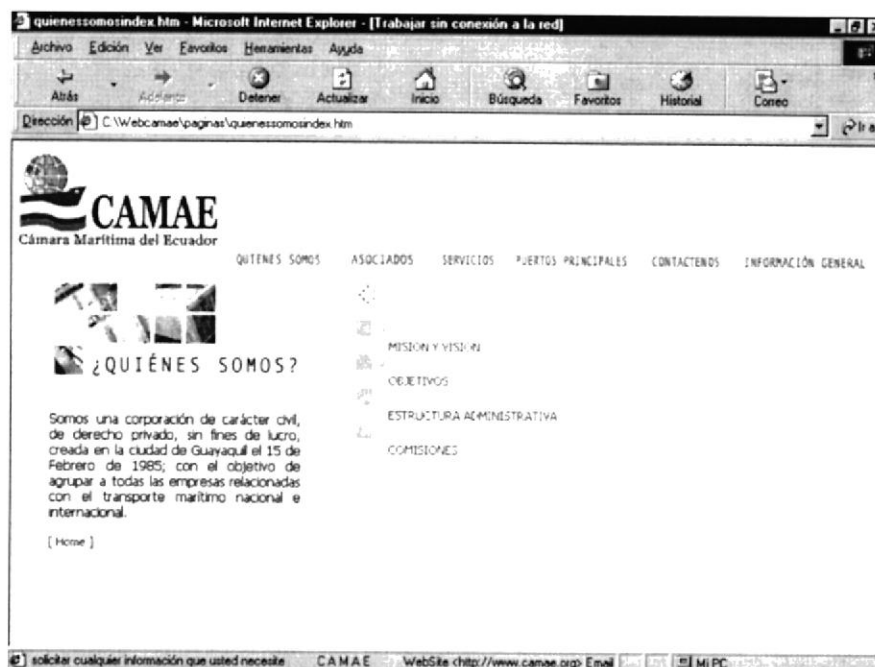 quienessomosindex.htm - Microsoft Internet Explorer - [Trabajar sin conexión a la red]
Archivo Edición Ver Favoritos Herramientas Ayuda
Atrás Adelante Detener Actualizar Inicio Búsqueda Favoritos Historial Correo
Dirección C:\Webcamae\paginas\quienessomosindex.htm Ir a
CAMAE
Cámara Marítima del Ecuador
QUIENES SOMOS ASOCIADOS SERVICIOS PUERTOS PRINCIPALES CONTACTENOS INFORMACIÓN GENERAL
¿QUIÉNES SOMOS?
MISION Y VISION
OBJETIVOS
ESTRUCTURA ADMINISTRATIVA
COMISIONES
Somos una corporación de carácter civil,
de derecho privado, sin fines de lucro,
creada en la ciudad de Guayaquil el 15 de
Febrero de 1985; con el objetivo de
agrupar a todas las empresas relacionadas
con el transporte marítimo nacional e
internacional.
[ Home ]
solicitar cualquier información que usted necesite C A M A E WebSite <http://www.camae.org> Email Mi PC